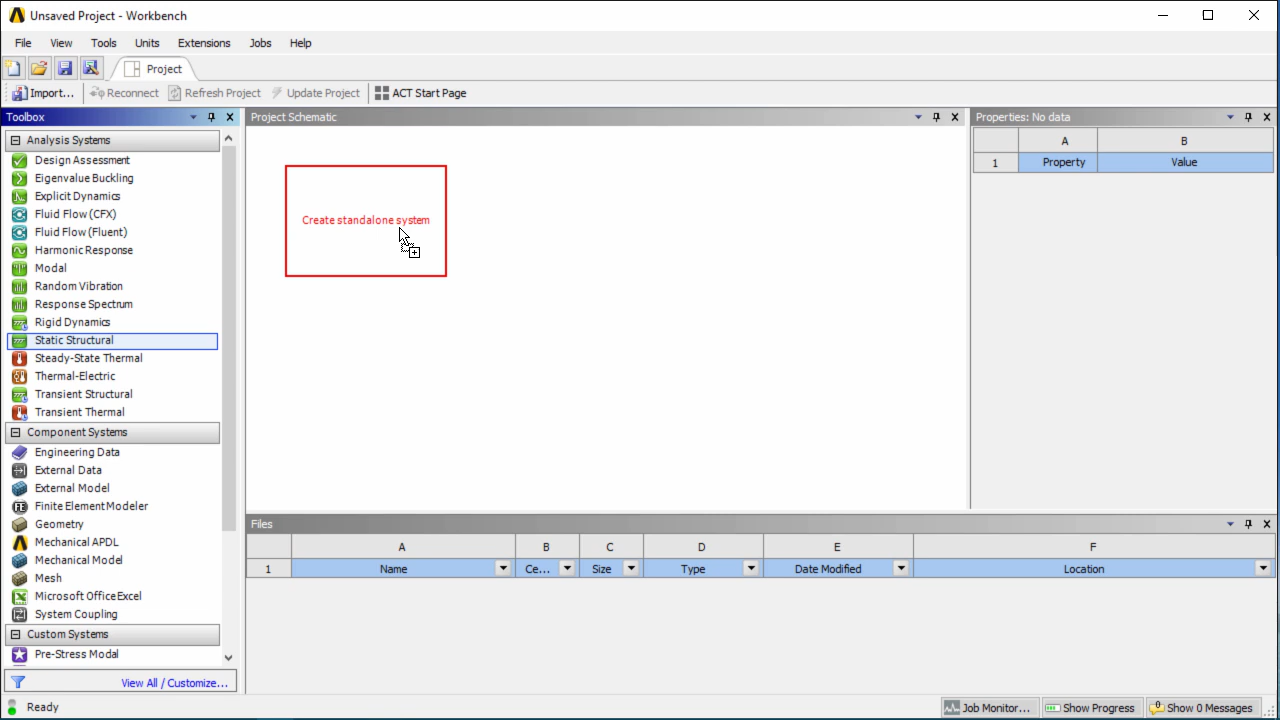 Unsaved Project - Workbench
File View Tools Units Extensions Jobs Help
Project
Import... Reconnect Refresh Project Update Project ACT Start Page
Toolbox
Analysis Systems
Design Assessment
Eigenvalue Buckling
Explicit Dynamics
Fluid Flow (CFX)
Fluid Flow (Fluent)
Harmonic Response
Modal
Random Vibration
Response Spectrum
Rigid Dynamics
Static Structural
Steady-State Thermal
Thermal-Electric
Transient Structural
Transient Thermal
Component Systems
Engineering Data
External Data
External Model
Finite Element Modeler
Geometry
Mechanical APDL
Mechanical Model
Mesh
Microsoft Office Excel
System Coupling
Custom Systems
Pre-Stress Modal
View All / Customize...
Project Schematic
Create standalone system
Properties: No data
A B
1 Property Value
Files
A B C D E F
1 Name Ce... Size Type Date Modified Location
Ready
Job Monitor... Show Progress 0 Show 0 Messages